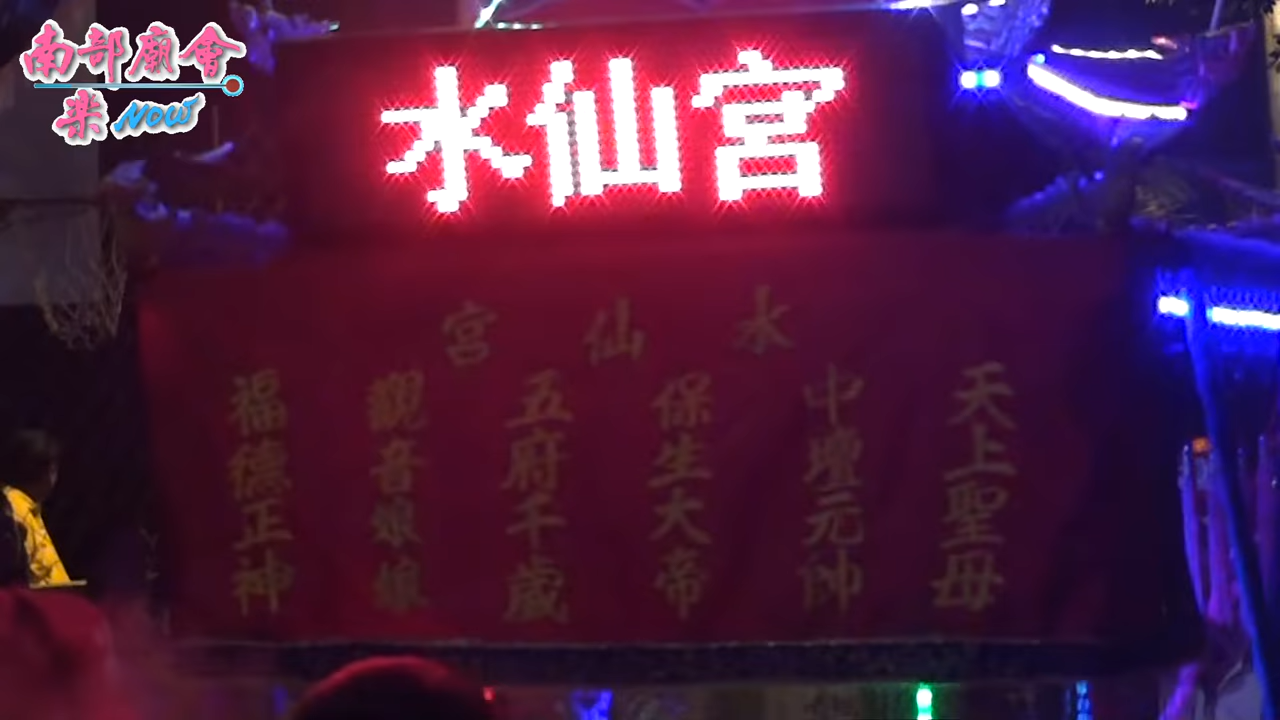 南部廟會
來NOW
水仙宮
水仙宮
天上聖母
中壇元帥
保生大帝
五府千歲
觀音娘娘
福德正神